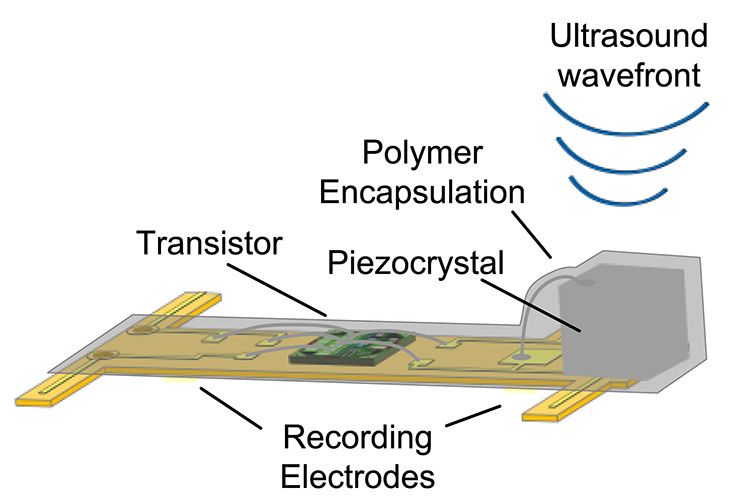 Ultrasound
wavefront
Polymer
Encapsulation
Transistor
Piezocrystal
Recording
Electrodes